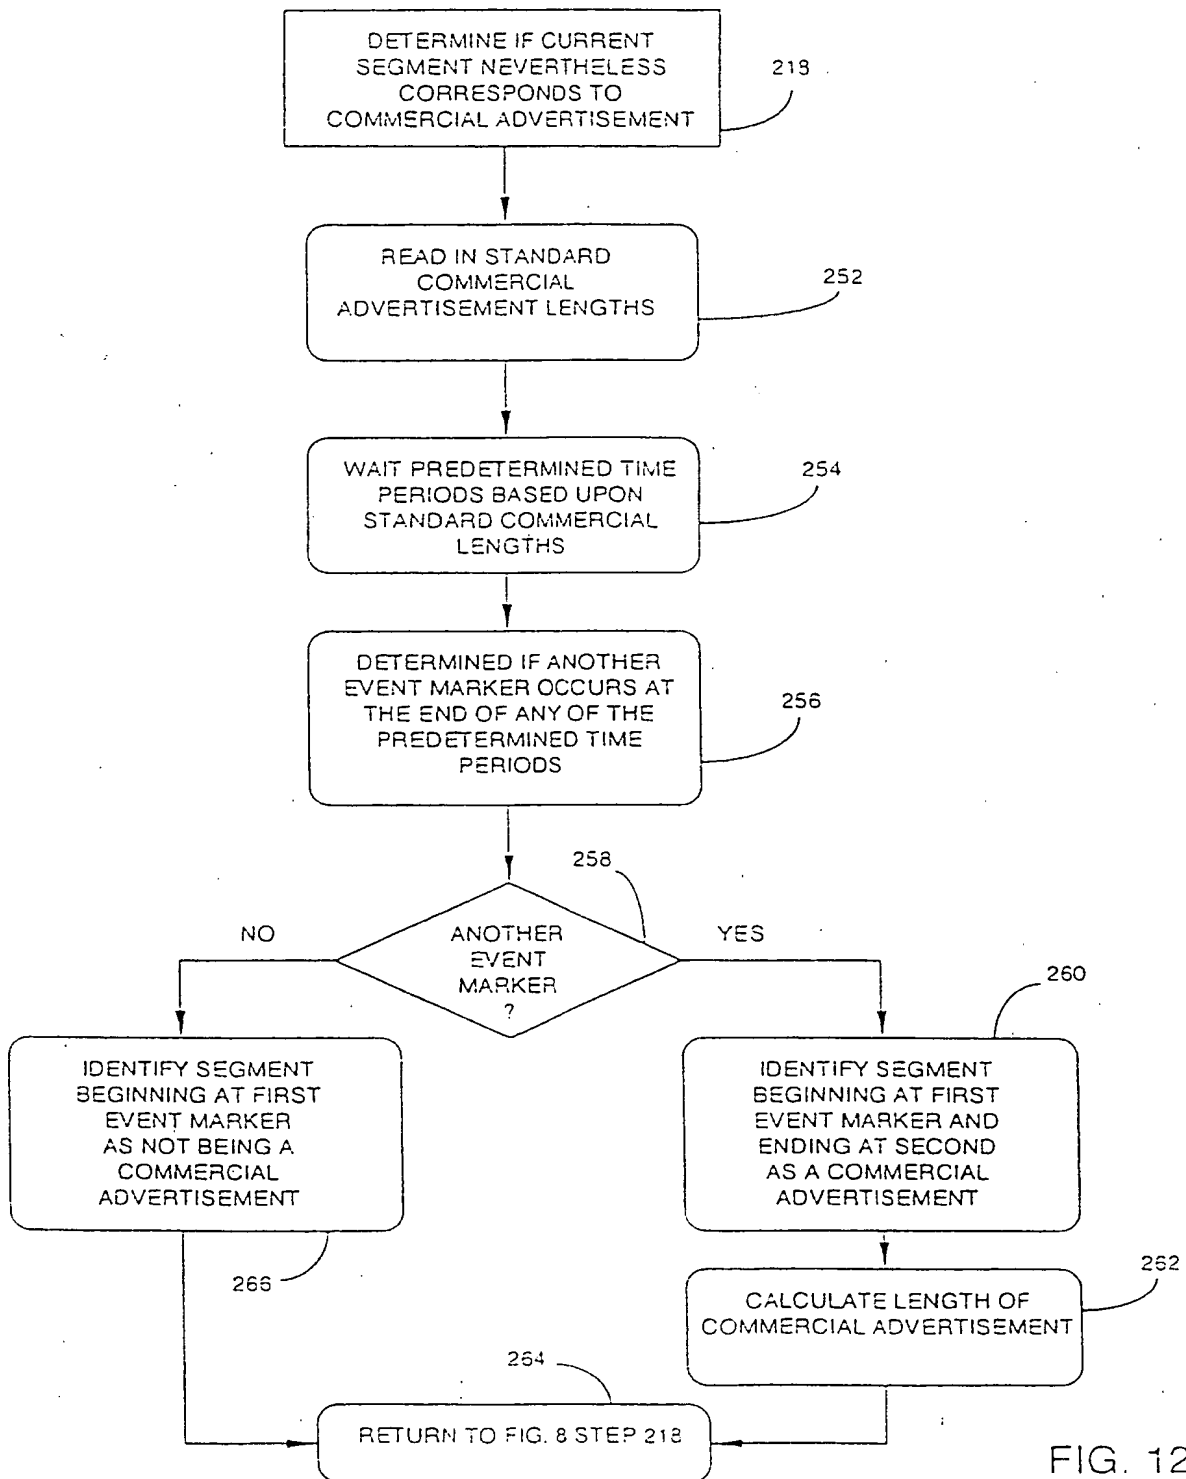 DETERMINE IF CURRENT
SEGMENT NEVERTHELESS
CORRESPONDS TO
COMMERCIAL ADVERTISEMENT
218
READ IN STANDARD
COMMERCIAL
ADVERTISEMENT LENGTHS
252
WAIT PREDETERMINED TIME
PERIODS BASED UPON
STANDARD COMMERCIAL
LENGTHS
254
DETERMINED IF ANOTHER
EVENT MARKER OCCURS AT
THE END OF ANY OF THE
PREDETERMINED TIME
PERIODS
256
258
NO
ANOTHER
EVENT
MARKER
?
YES
260
IDENTIFY SEGMENT
BEGINNING AT FIRST
EVENT MARKER
AS NOT BEING A
COMMERCIAL
ADVERTISEMENT
266
IDENTIFY SEGMENT
BEGINNING AT FIRST
EVENT MARKER AND
ENDING AT SECOND
AS A COMMERCIAL
ADVERTISEMENT
262
CALCULATE LENGTH OF
COMMERCIAL ADVERTISEMENT
264
RETURN TO FIG. 8 STEP 218
FIG. 12